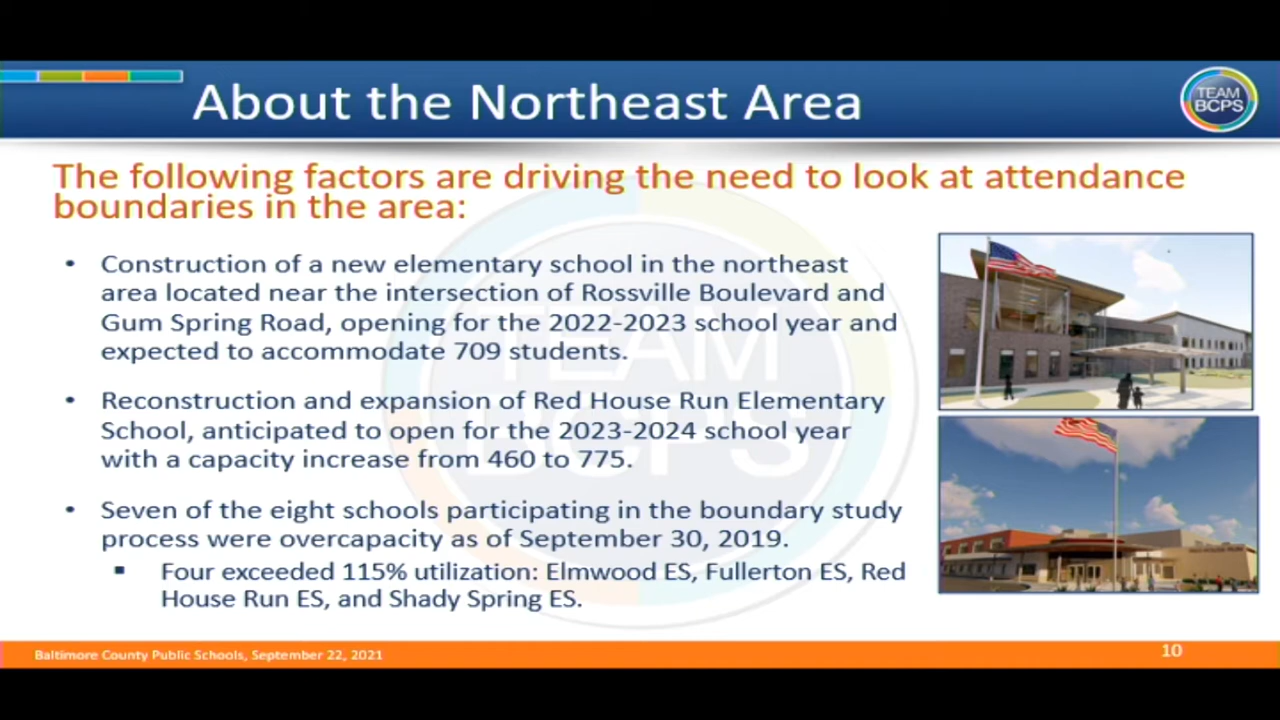 About the Northeast Area
TEAM
BCPS
The following factors are driving the need to look at attendance
boundaries in the area:
• Construction of a new elementary school in the northeast
area located near the intersection of Rossville Boulevard and
Gum Spring Road, opening for the 2022-2023 school year and
expected to accommodate 709 students.
• Reconstruction and expansion of Red House Run Elementary
School, anticipated to open for the 2023-2024 school year
with a capacity increase from 460 to 775.
• Seven of the eight schools participating in the boundary study
process were overcapacity as of September 30, 2019.
▪ Four exceeded 115% utilization: Elmwood ES, Fullerton ES, Red
House Run ES, and Shady Spring ES.
TEAM
BCPS
Baltimore County Public Schools, September 22, 2021
10